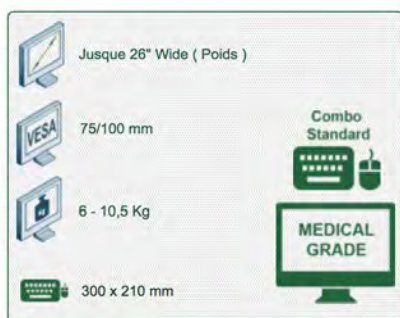 Jusque 26" Wide ( Poids )
VESA
75/100 mm
Kg
6 - 10,5 Kg
300 x 210 mm
Combo
Standard
MEDICAL
GRADE